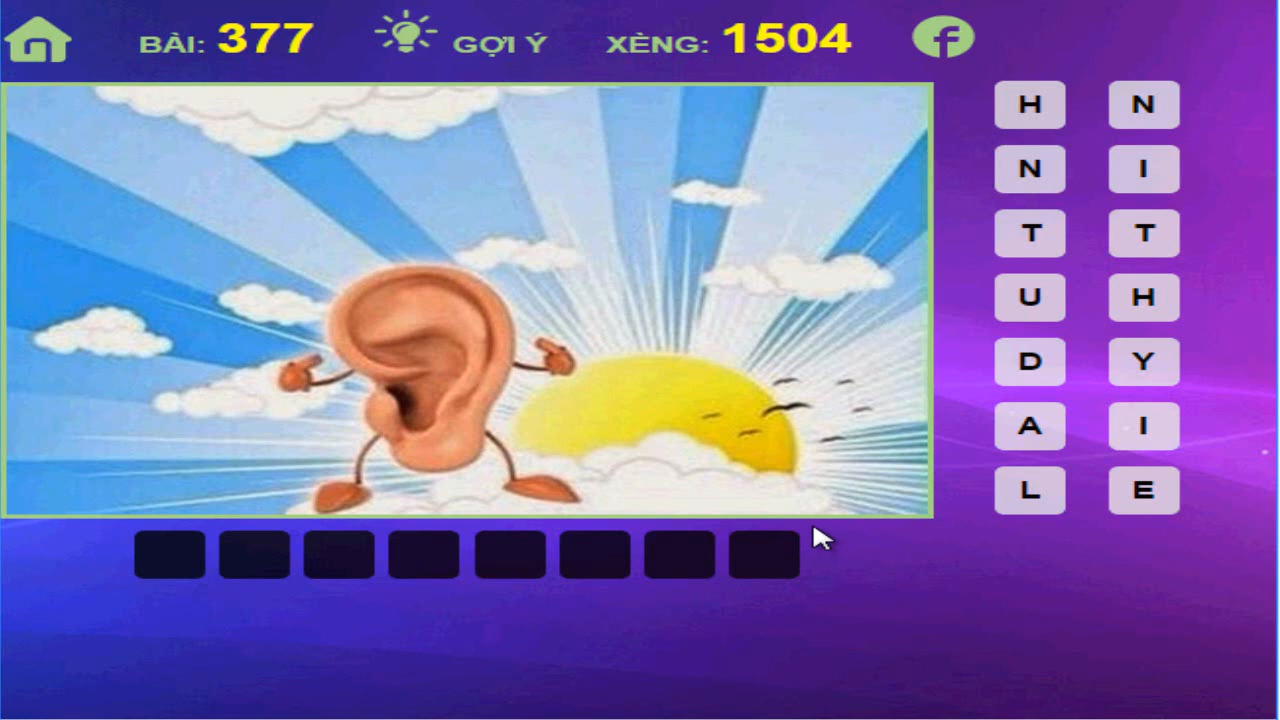 BÀI: 377 GỢI Ý XÈNG: 1504 f
H N
N I
T T
U H
D Y
A I
L E